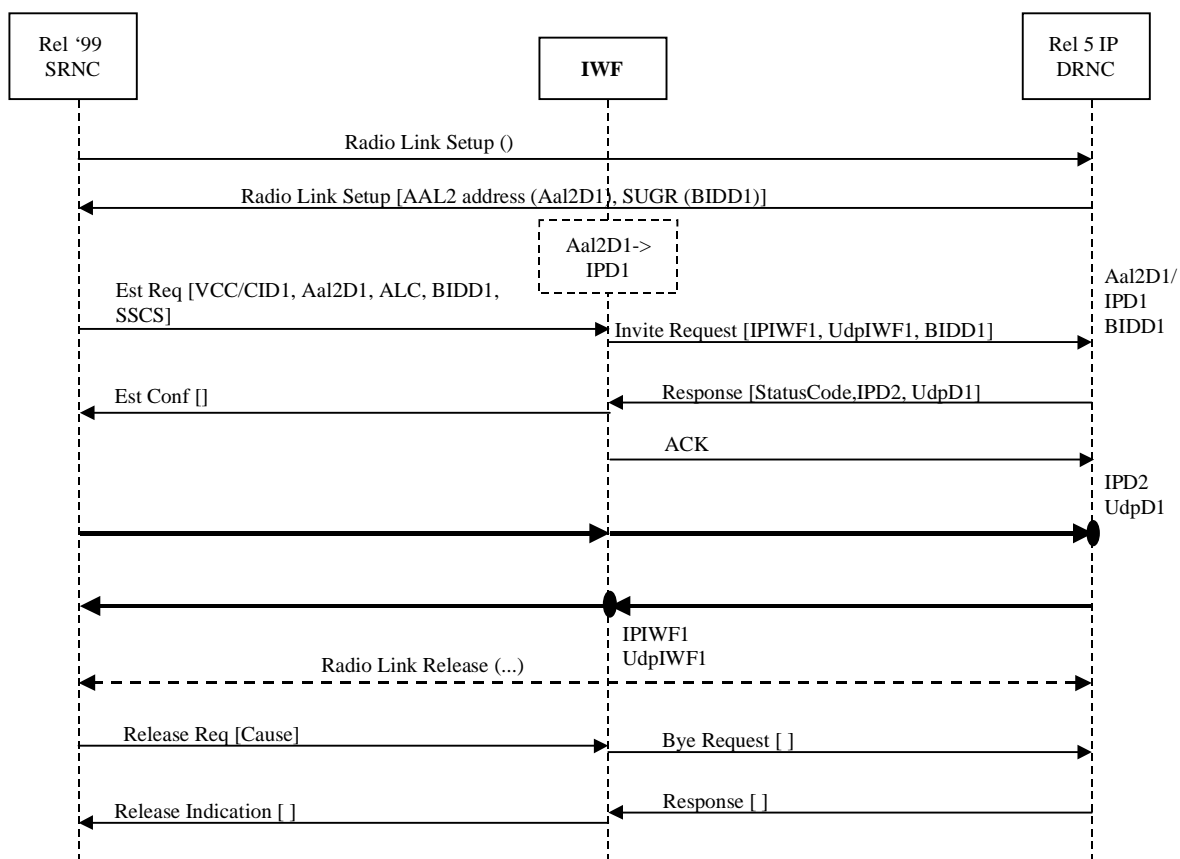 Rel ‘99
SRNC
IWF
Rel 5 IP
DRNC
Radio Link Setup ()
Radio Link Setup [AAL2 address (Aal2D1), SUGR (BIDD1)]
Aal2D1->
IPD1
Est Req [VCC/CID1, Aal2D1, ALC, BIDD1,
SSCS]
Aal2D1/
IPD1
BIDD1
Invite Request [IPIWF1, UdpIWF1, BIDD1]
Response [StatusCode,IPD2, UdpD1]
Est Conf []
ACK
IPD2
UdpD1
IPIWF1
UdpIWF1
Radio Link Release (...)
Release Req [Cause]
Bye Request [ ]
Response [ ]
Release Indication [ ]